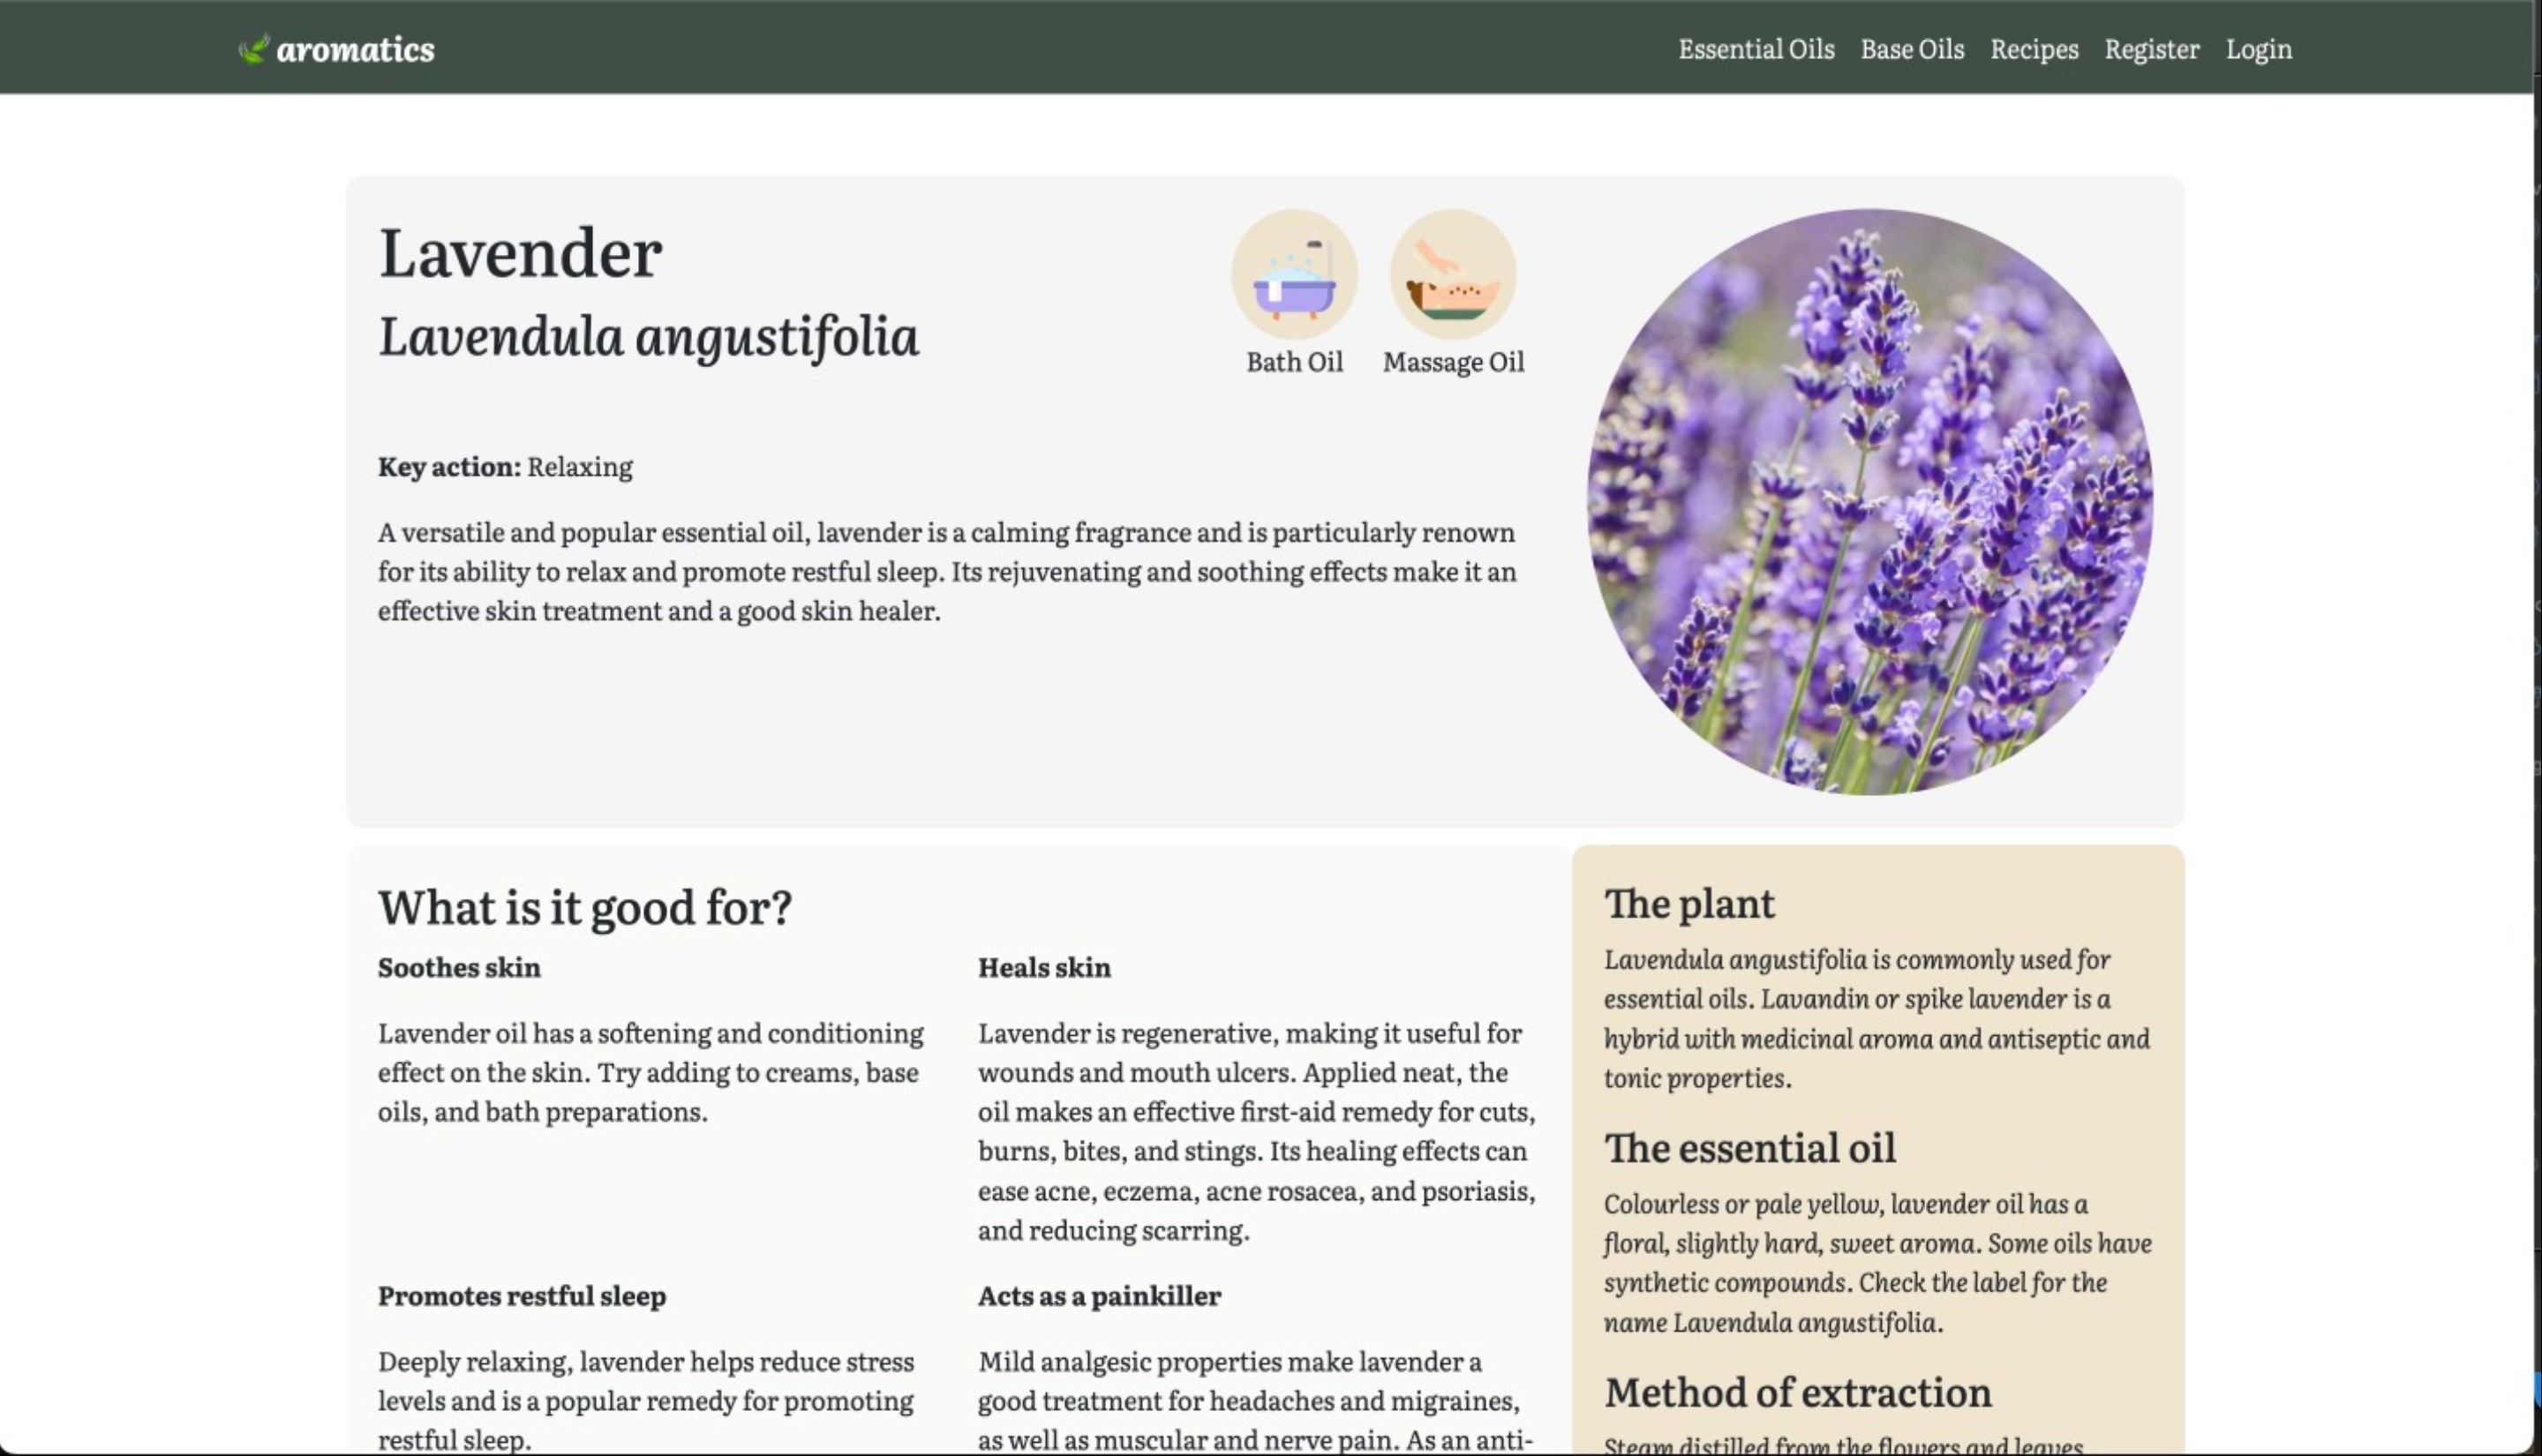 aromatics
Essential Oils Base Oils Recipes Register Login
Lavender
Lavendula angustifolia
Bath Oil
Massage Oil
Key action: Relaxing
A versatile and popular essential oil, lavender is a calming fragrance and is particularly renown
for its ability to relax and promote restful sleep. Its rejuvenating and soothing effects make it an
effective skin treatment and a good skin healer.
What is it good for?
Soothes skin
Lavender oil has a softening and conditioning
effect on the skin. Try adding to creams, base
oils, and bath preparations.
Heals skin
Lavender is regenerative, making it useful for
wounds and mouth ulcers. Applied neat, the
oil makes an effective first-aid remedy for cuts,
burns, bites, and stings. Its healing effects can
ease acne, eczema, acne rosacea, and psoriasis,
and reducing scarring.
Promotes restful sleep
Deeply relaxing, lavender helps reduce stress
levels and is a popular remedy for promoting
restful sleep.
Acts as a painkiller
Mild analgesic properties make lavender a
good treatment for headaches and migraines,
as well as muscular and nerve pain. As an anti-
The plant
Lavendula angustifolia is commonly used for
essential oils. Lavandin or spike lavender is a
hybrid with medicinal aroma and antiseptic and
tonic properties.
The essential oil
Colourless or pale yellow, lavender oil has a
floral, slightly hard, sweet aroma. Some oils have
synthetic compounds. Check the label for the
name Lavendula angustifolia.
Method of extraction
Steam distilled from the flowers and leaves